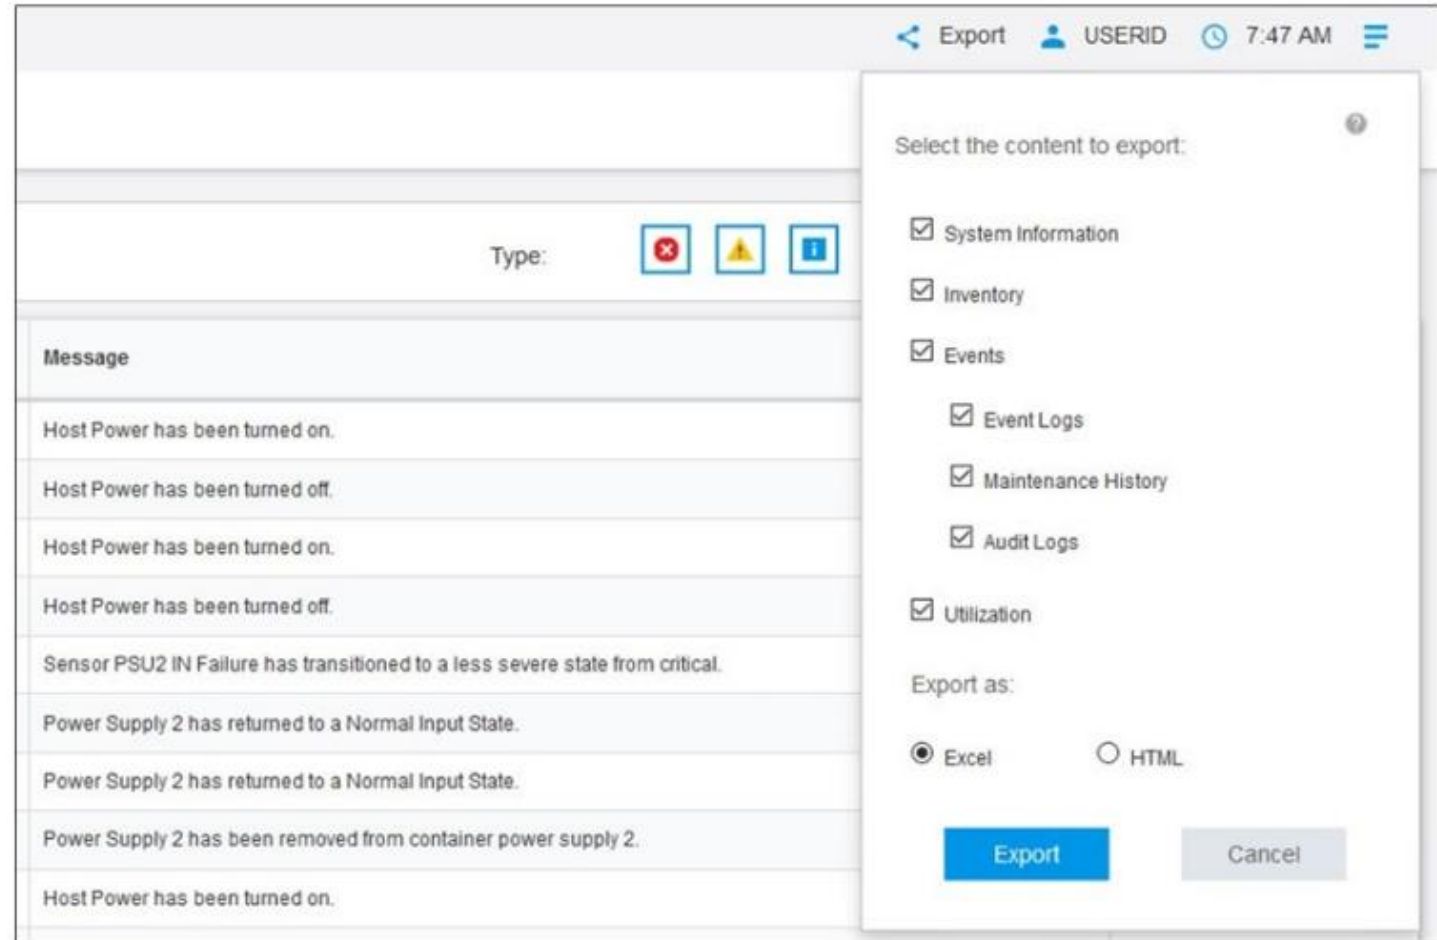 Export USERID 7:47 AM
Select the content to export:
Type:
System Information
Inventory
Events
Event Logs
Maintenance History
Audit Logs
Utilization
Export as:
Excel HTML
Export Cancel
Message
Host Power has been turned on.
Host Power has been turned off.
Host Power has been turned on.
Host Power has been turned off.
Sensor PSU2 IN Failure has transitioned to a less severe state from critical.
Power Supply 2 has returned to a Normal Input State.
Power Supply 2 has returned to a Normal Input State.
Power Supply 2 has been removed from container power supply 2.
Host Power has been turned on.